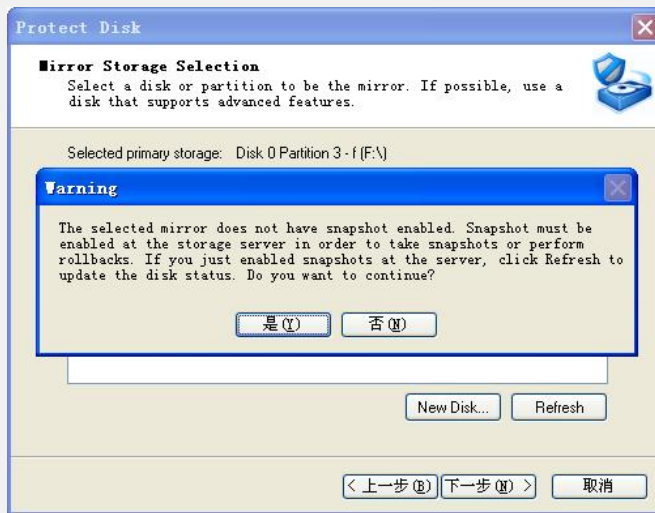 Protect Disk
Mirror Storage Selection
Select a disk or partition to be the mirror. If possible, use a
disk that supports advanced features.
Selected primary storage: Disk 0 Partition 3 - f (F:\)
Warning
The selected mirror does not have snapshot enabled. Snapshot must be
enabled at the storage server in order to take snapshots or perform
rollbacks. If you just enabled snapshots at the server, click Refresh to
update the disk status. Do you want to continue?
是(Y) 否(N)
New Disk... Refresh
< 上一步(B) 下一步(N) > 取消